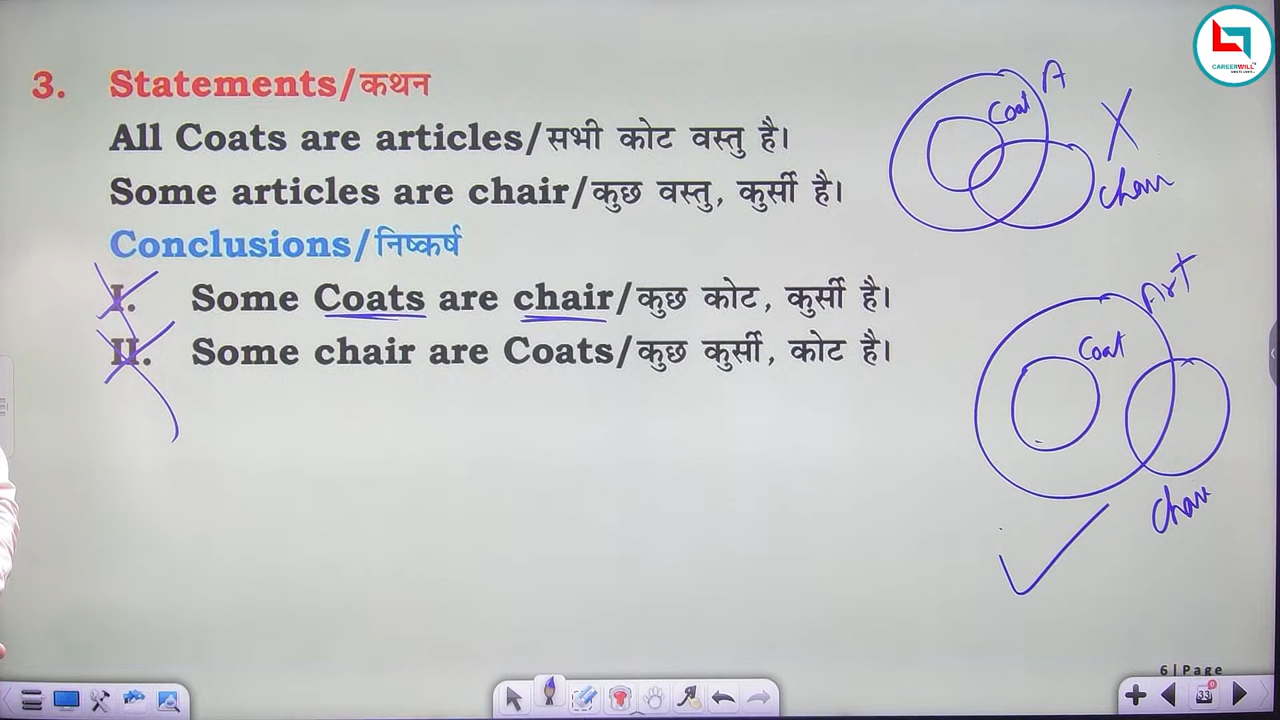 3. Statements/कथन
All Coats are articles/सभी कोट वस्तु है।
Some articles are chair/कुछ वस्तु, कुर्सी है।
Conclusions/निष्कर्ष
I. Some Coats are chair/कुछ कोट, कुर्सी है।
II. Some chair are Coats/कुछ कुर्सी, कोट है।
A
Coat
Chair
Art
Coat
Chair
CAREERWILL
6 | Page
33